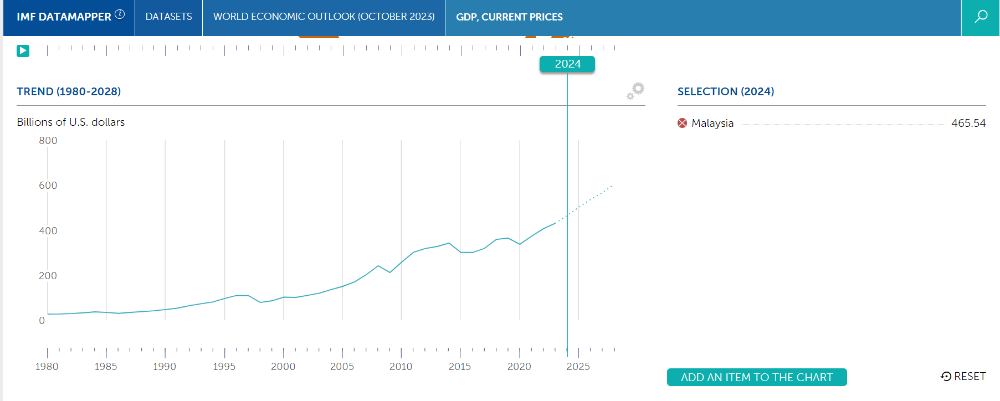 IMF DATAMAPPER i DATASETS WORLD ECONOMIC OUTLOOK (OCTOBER 2023) GDP, CURRENT PRICES
2024
TREND (1980-2028)
SELECTION (2024)
Billions of U.S. dollars
Malaysia 465.54
800
600
400
200
0
1980 1985 1990 1995 2000 2005 2010 2015 2020 2025
ADD AN ITEM TO THE CHART
RESET